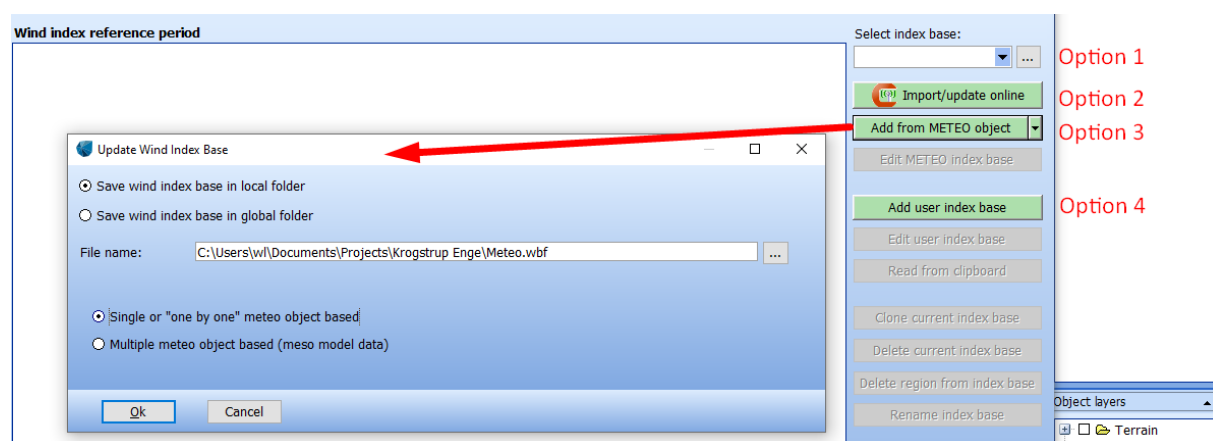 Wind index reference period
Select index base:
...
Option 1
Import/update online
Option 2
Add from METEO object
Option 3
Edit METEO index base
Add user index base
Option 4
Edit user index base
Read from clipboard
Clone current index base
Delete current index base
Delete region from index base
Rename index base
Update Wind Index Base
Save wind index base in local folder
Save wind index base in global folder
File name: C:\Users\wl\Documents\Projects\Krogstrup Enge\Meteo.wbf ...
Single or "one by one" meteo object based
Multiple meteo object based (meso model data)
Ok Cancel
Object layers
Terrain